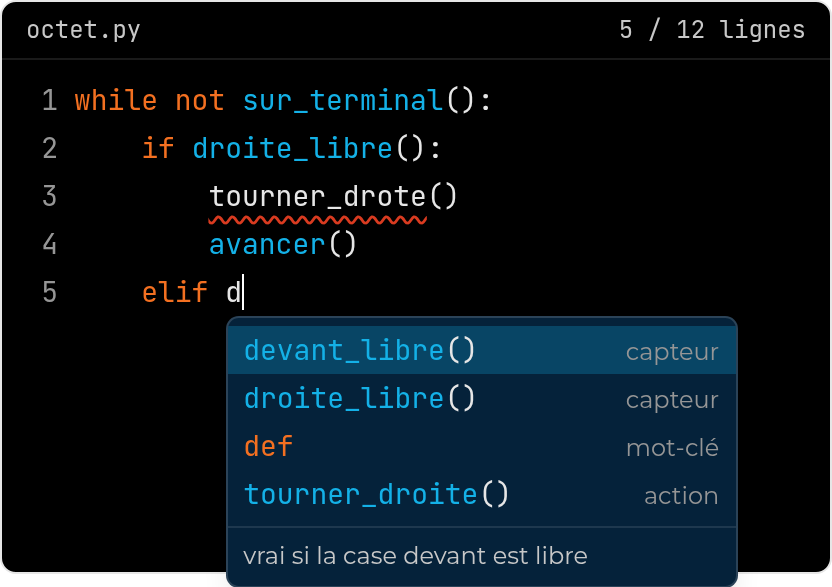 octet.py 5 / 12 lignes
1 while not sur_terminal():
2 if droite_libre():
3 tourner_drote()
4 avancer()
5 elif d
devant_libre() capteur
droite_libre() capteur
def mot-clé
tourner_droite() action
vrai si la case devant est libre